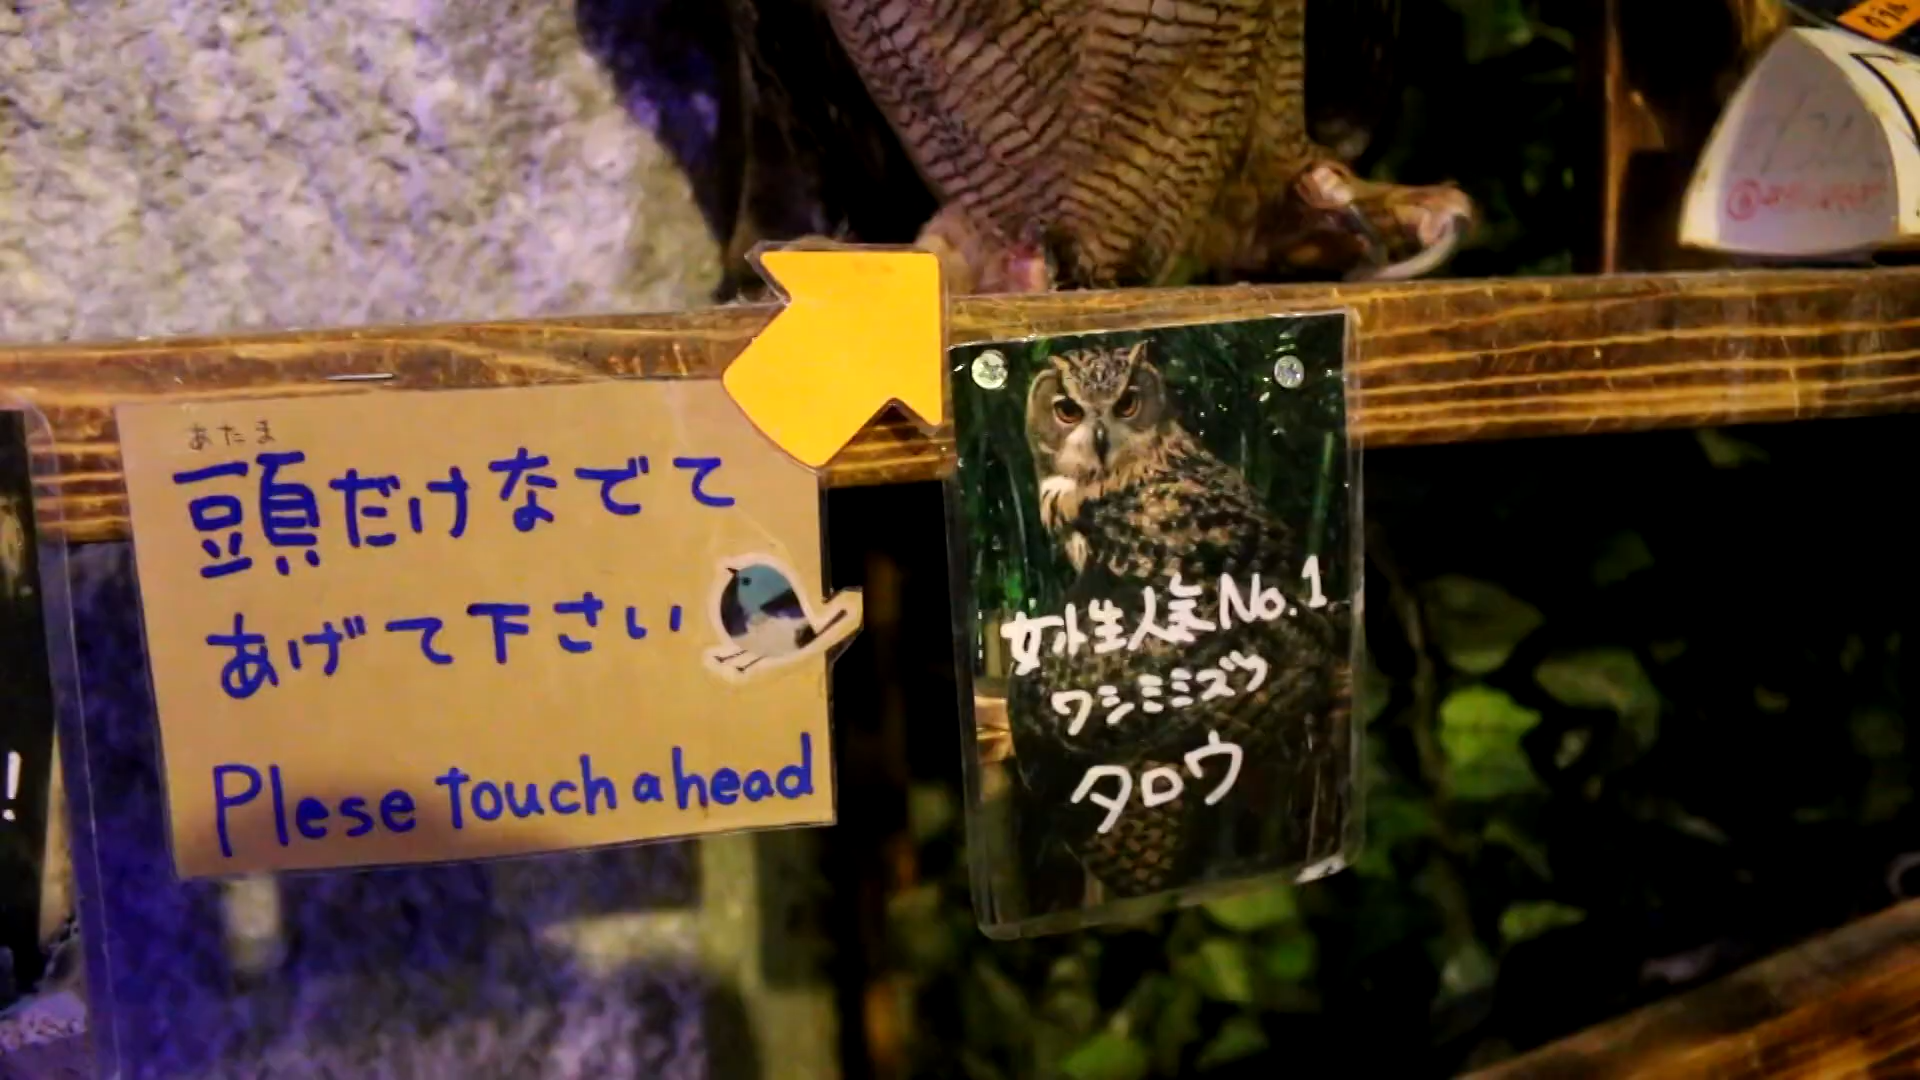 あたま
頭だけなでて
あげて下さい
Plese touch a head
女性人気No.1
ワシミミズク
タロウ
!